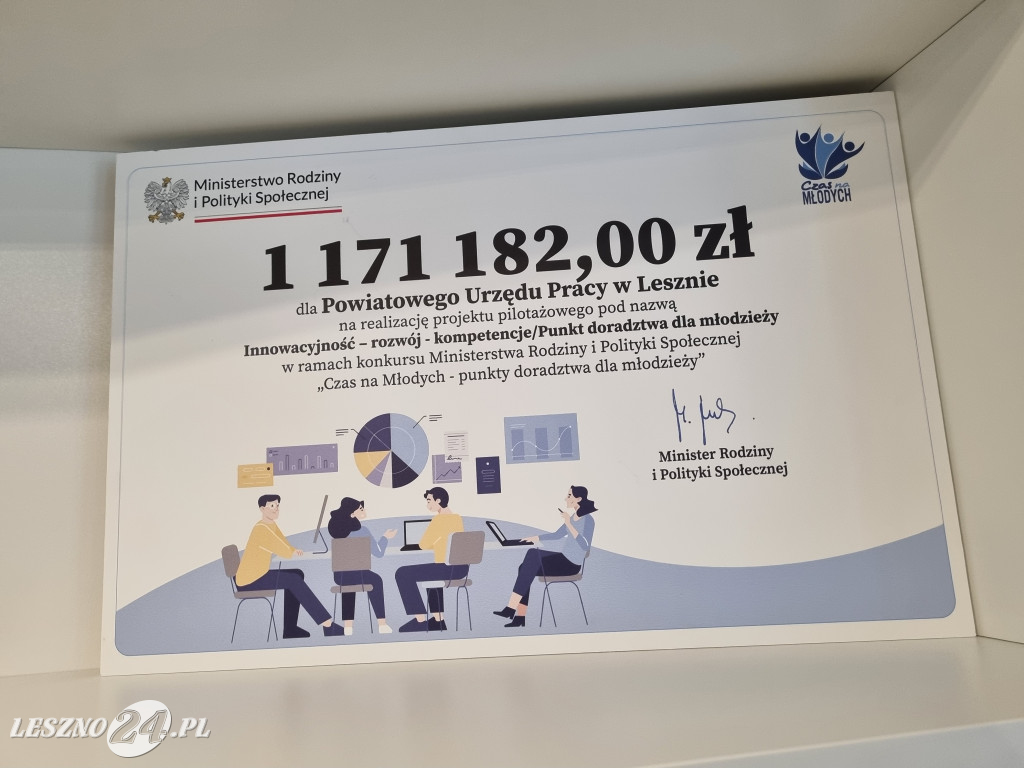 Ministerstwo Rodziny
i Polityki Społecznej
Czas na
MŁODYCH
1 171 182,00 zł
dla Powiatowego Urzędu Pracy w Lesznie
na realizację projektu pilotażowego pod nazwą
Innowacyjność – rozwój - kompetencje/Punkt doradztwa dla młodzieży
w ramach konkursu Ministerstwa Rodziny i Polityki Społecznej
„Czas na Młodych - punkty doradztwa dla młodzieży”
Minister Rodziny
i Polityki Społecznej
LESZNO24.PL